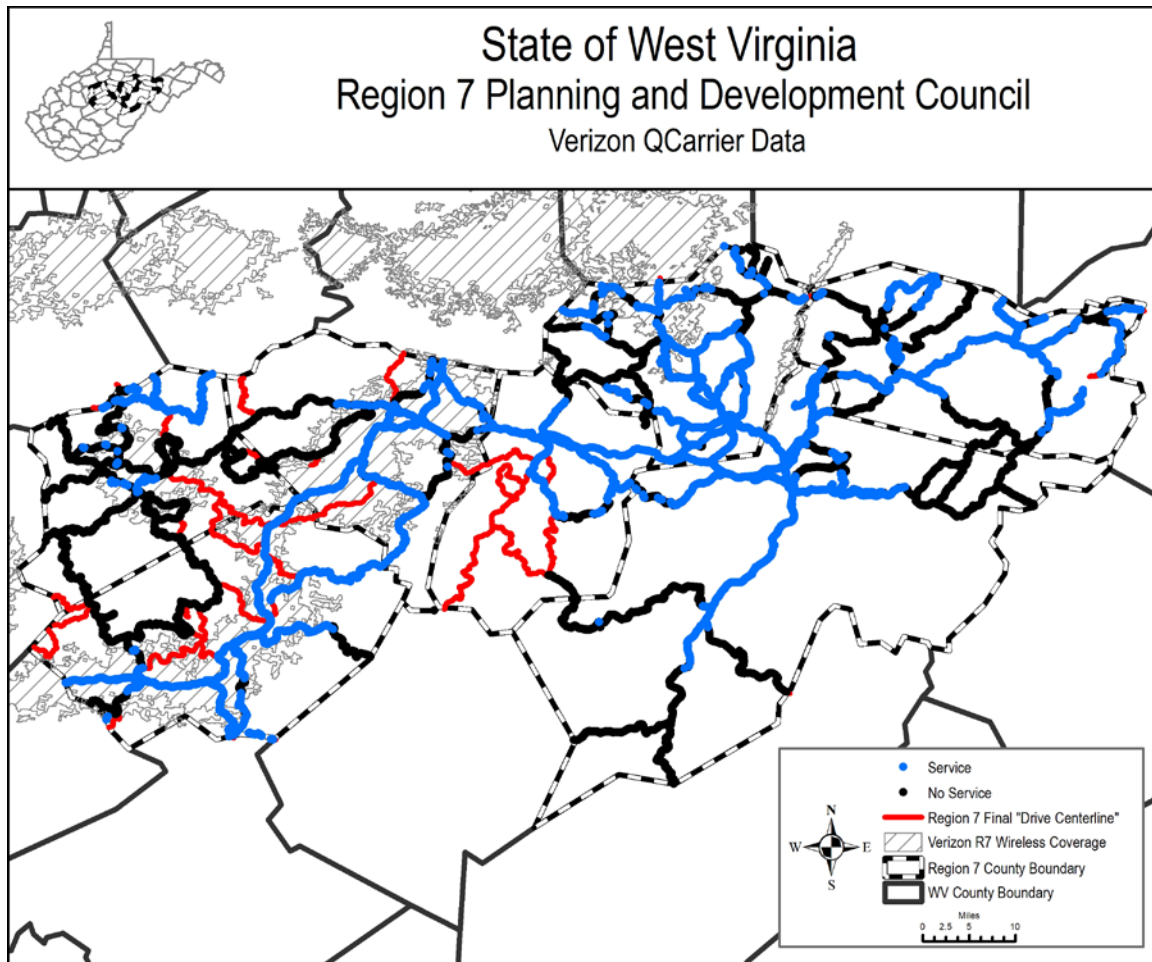 State of West Virginia
Region 7 Planning and Development Council
Verizon QCarrier Data
Service
No Service
Region 7 Final "Drive Centerline"
Verizon R7 Wireless Coverage
Region 7 County Boundary
WV County Boundary
N
W E
S
Miles
0 2.5 5 10